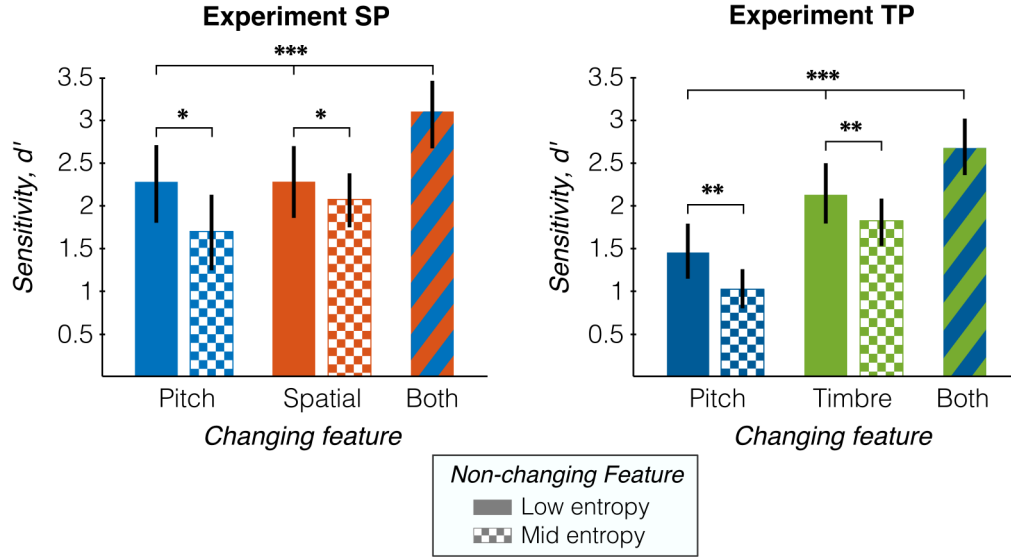 Experiment SP
***
3.5
3
2.5
2
1.5
1
0.5
Sensitivity, d'
*
*
Pitch
Spatial
Both
Changing feature
Experiment TP
***
3.5
3
2.5
2
1.5
1
0.5
Sensitivity, d'
**
**
Pitch
Timbre
Both
Changing feature
Non-changing Feature
Low entropy
Mid entropy